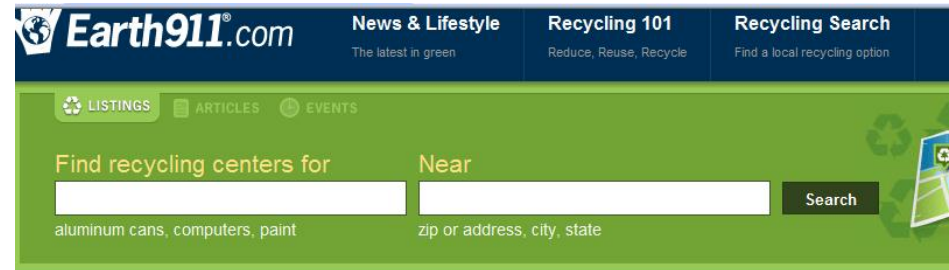 Earth911®.com
News & Lifestyle
The latest in green
Recycling 101
Reduce, Reuse, Recycle
Recycling Search
Find a local recycling option
LISTINGS
ARTICLES
EVENTS
Find recycling centers for
Near
Search
aluminum cans, computers, paint
zip or address, city, state